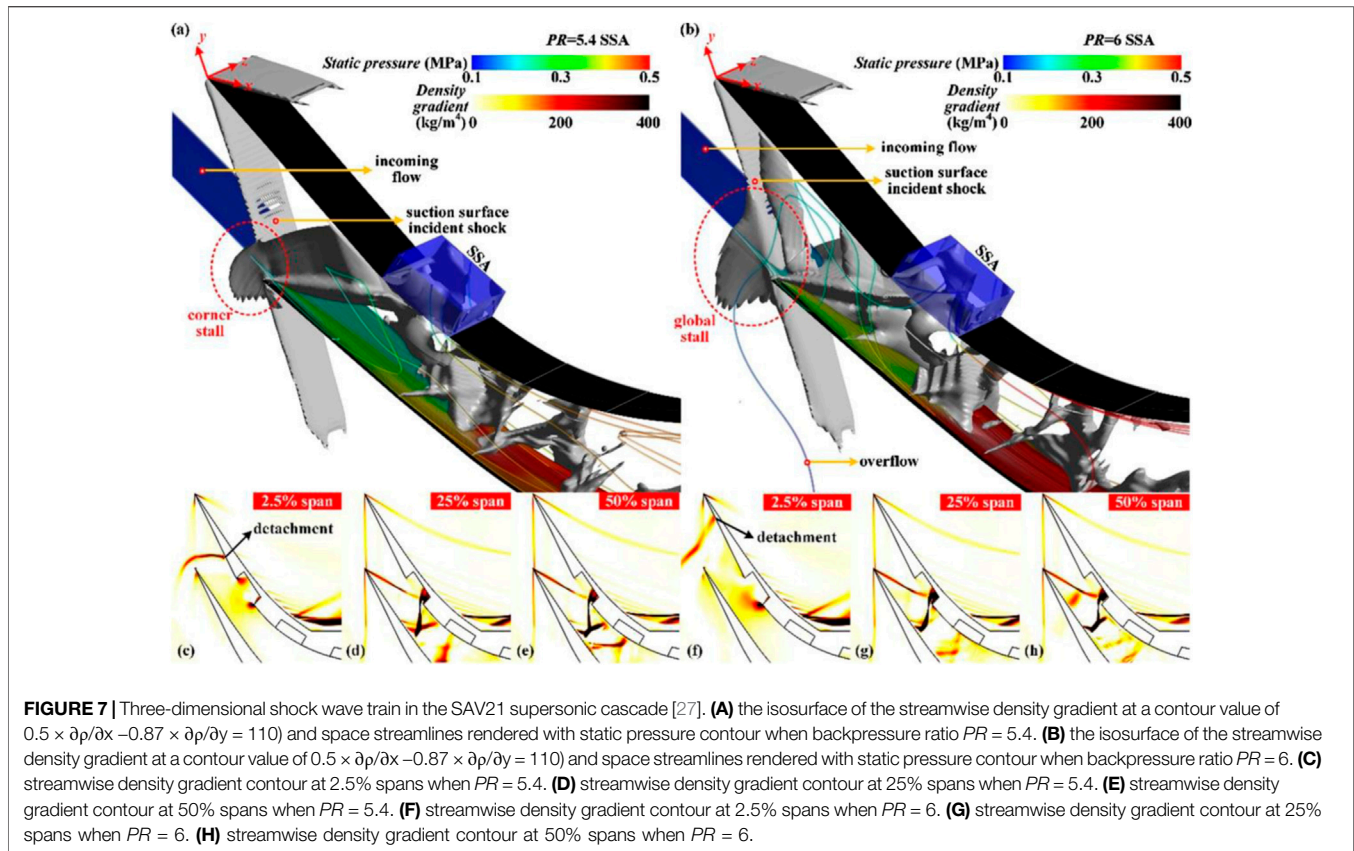 (a)
PR=5.4 SSA
y
z
x
Static pressure (MPa)
0.1
0.3
0.5
Density
gradient
(kg/m⁴) 0
200
400
incoming
flow
suction surface
incident shock
SSA
corner
stall
(b)
PR=6 SSA
y
z
x
Static pressure (MPa)
0.1
0.3
0.5
Density
gradient
(kg/m⁴) 0
200
400
incoming flow
suction surface
incident shock
SSA
global
stall
overflow
2.5% span
25% span
50% span
2.5% span
25% span
50% span
detachment
detachment
(c)
(d)
(e)
(f)
(g)
(h)
FIGURE 7 | Three-dimensional shock wave train in the SAV21 supersonic cascade [27]. (A) the isosurface of the streamwise density gradient at a contour value of
0.5 × ∂ρ/∂x −0.87 × ∂ρ/∂y = 110) and space streamlines rendered with static pressure contour when backpressure ratio PR = 5.4. (B) the isosurface of the streamwise
density gradient at a contour value of 0.5 × ∂ρ/∂x −0.87 × ∂ρ/∂y = 110) and space streamlines rendered with static pressure contour when backpressure ratio PR = 6. (C)
streamwise density gradient contour at 2.5% spans when PR = 5.4. (D) streamwise density gradient contour at 25% spans when PR = 5.4. (E) streamwise density
gradient contour at 50% spans when PR = 5.4. (F) streamwise density gradient contour at 2.5% spans when PR = 6. (G) streamwise density gradient contour at 25%
spans when PR = 6. (H) streamwise density gradient contour at 50% spans when PR = 6.